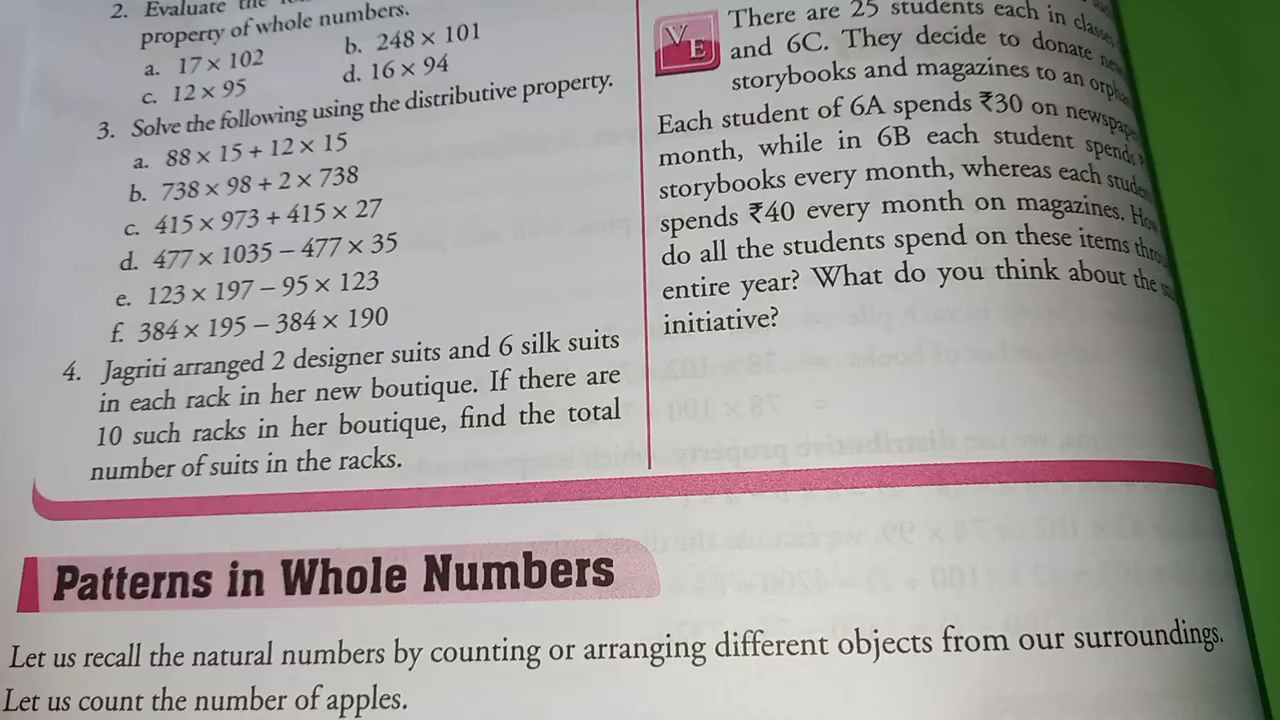 2. Evaluate the
property of whole numbers.
a. 17 × 102
b. 248 × 101
c. 12 × 95
d. 16 × 94
3. Solve the following using the distributive property.
a. 88 × 15 + 12 × 15
b. 738 × 98 + 2 × 738
c. 415 × 973 + 415 × 27
d. 477 × 1035 – 477 × 35
e. 123 × 197 – 95 × 123
f. 384 × 195 – 384 × 190
4. Jagriti arranged 2 designer suits and 6 silk suits
in each rack in her new boutique. If there are
10 such racks in her boutique, find the total
number of suits in the racks.
VE
There are 25 students each in
and 6C. They decide to donate
storybooks and magazines to an
Each student of 6A spends ₹30 on
month, while in 6B each student spends
storybooks every month, whereas each
spends ₹40 every month on magazines.
do all the students spend on these items
entire year? What do you think about the
initiative?
Patterns in Whole Numbers
Let us recall the natural numbers by counting or arranging different objects from our surroundings.
Let us count the number of apples.